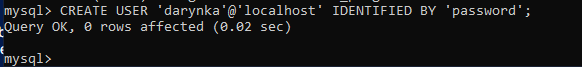 mysql> CREATE USER 'darynka'@'localhost' IDENTIFIED BY 'password';
Query OK, 0 rows affected (0.02 sec)
mysql>